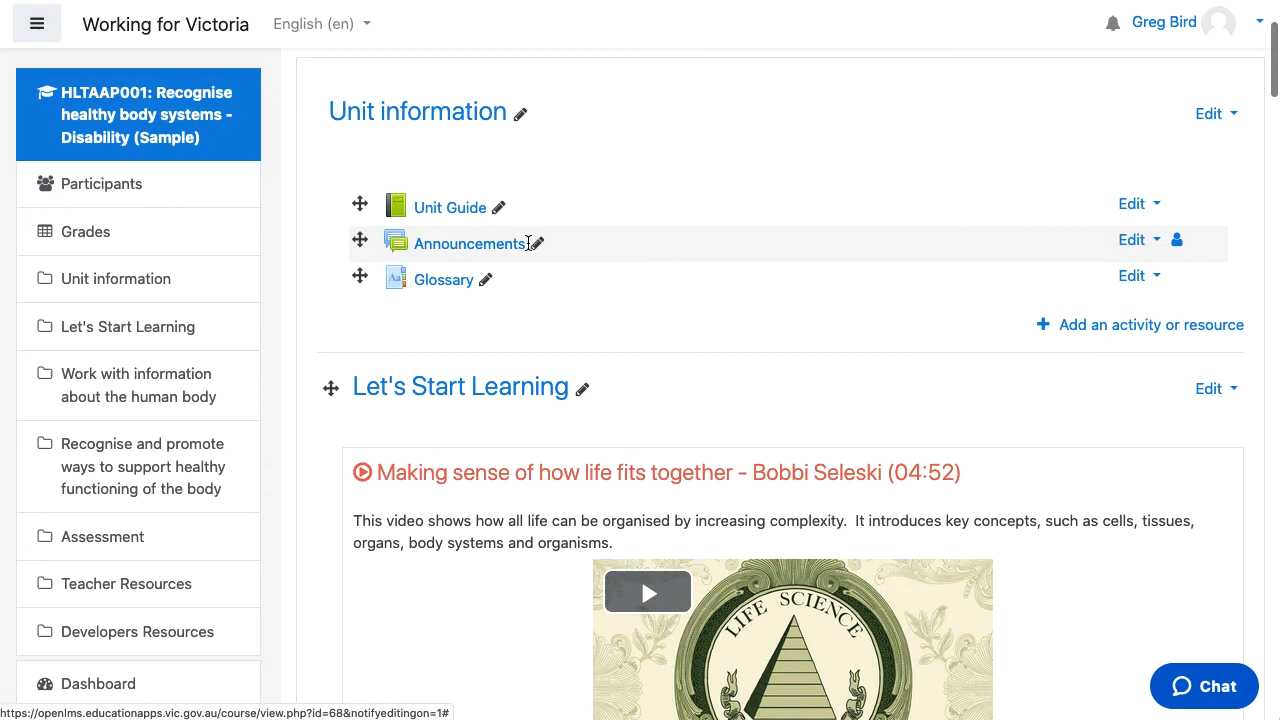 Working for Victoria
English (en)
Greg Bird
HLTAAP001: Recognise
healthy body systems -
Disability (Sample)
Participants
Grades
Unit information
Let's Start Learning
Work with information
about the human body
Recognise and promote
ways to support healthy
functioning of the body
Assessment
Teacher Resources
Developers Resources
Dashboard
Unit information
Edit
Unit Guide
Edit
Announcements
Edit
Aa
Glossary
Edit
+ Add an activity or resource
Let's Start Learning
Edit
Making sense of how life fits together - Bobbi Seleski (04:52)
This video shows how all life can be organised by increasing complexity. It introduces key concepts, such as cells, tissues,
organs, body systems and organisms.
LIFE SCIENCE
Chat
https://openlms.educationapps.vic.gov.au/course/view.php?id=68&notifyeditingon=1#